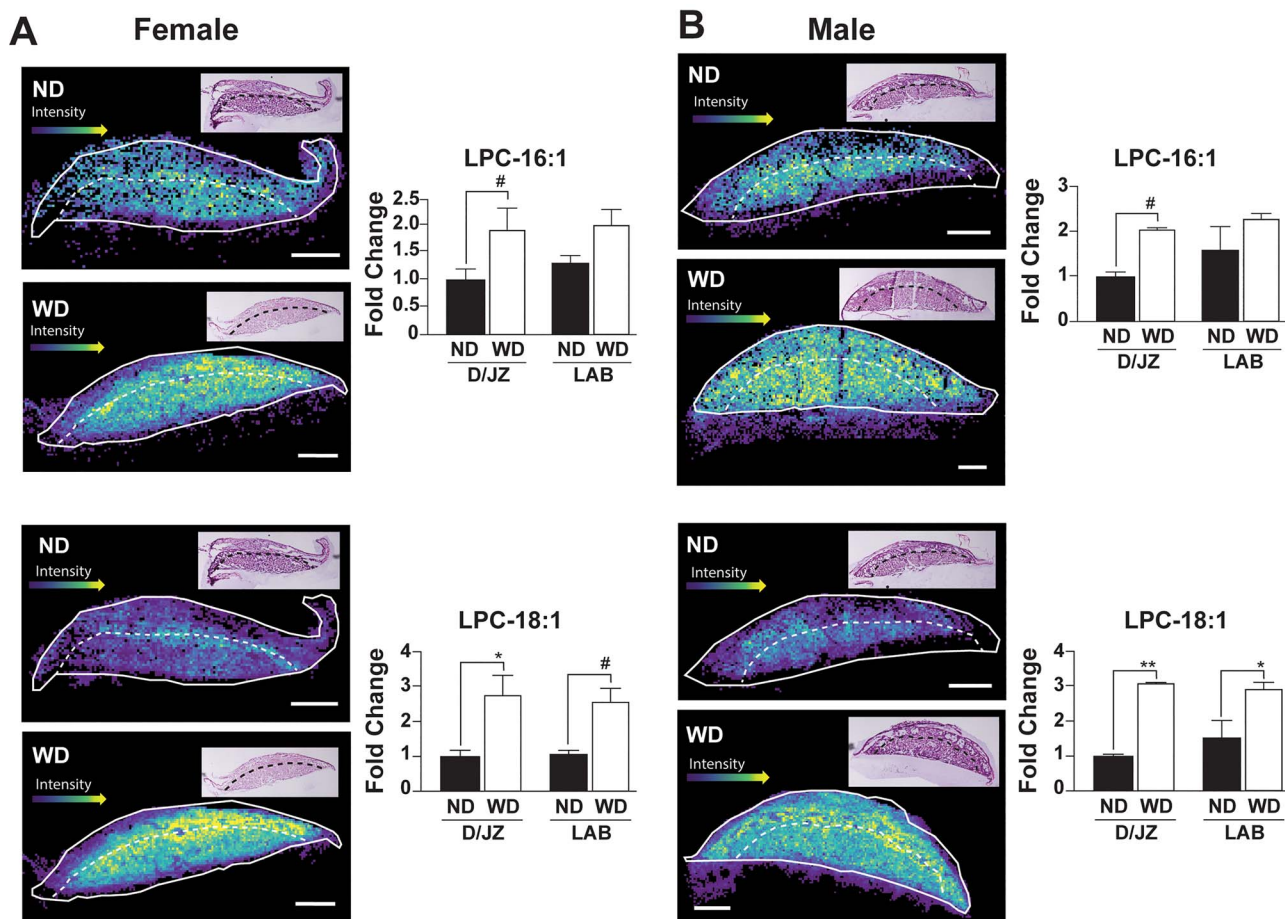 A Female
ND
Intensity
LPC-16:1
#
Fold Change
2.5
2.0
1.5
1.0
0.5
0
ND WD ND WD
D/JZ LAB
WD
Intensity
ND
Intensity
LPC-18:1
* #
Fold Change
4
3
2
1
0
ND WD ND WD
D/JZ LAB
WD
Intensity
B Male
ND
Intensity
LPC-16:1
#
Fold Change
3
2
1
0
ND WD ND WD
D/JZ LAB
WD
Intensity
ND
Intensity
LPC-18:1
** *
Fold Change
4
3
2
1
0
ND WD ND WD
D/JZ LAB
WD
Intensity